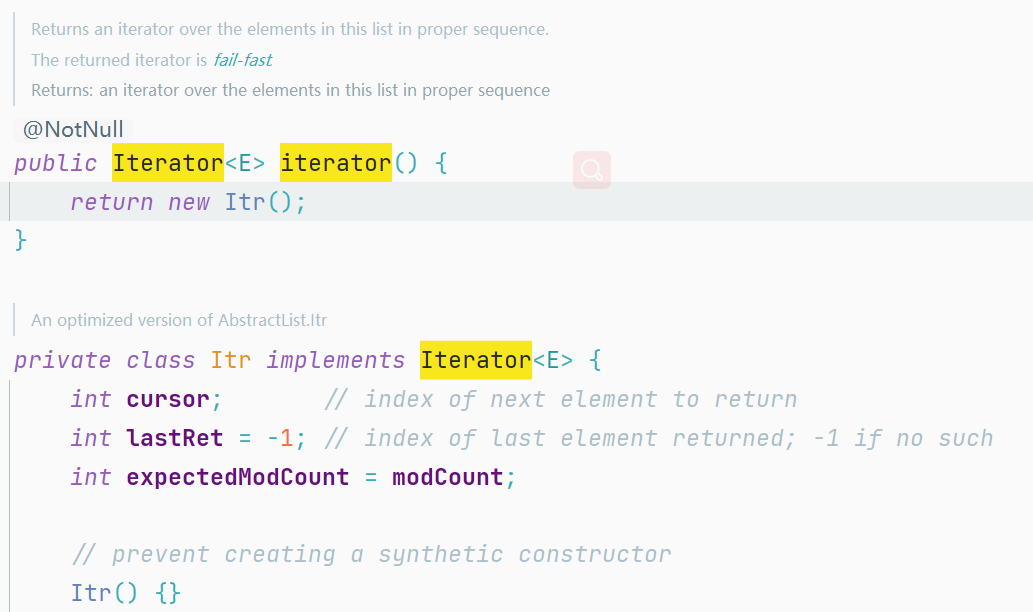 Returns an iterator over the elements in this list in proper sequence.
The returned iterator is fail-fast
Returns: an iterator over the elements in this list in proper sequence
@NotNull
public Iterator<E> iterator() {
    return new Itr();
}
An optimized version of AbstractList.Itr
private class Itr implements Iterator<E> {
    int cursor;       // index of next element to return
    int lastRet = -1; // index of last element returned; -1 if no such
    int expectedModCount = modCount;
    // prevent creating a synthetic constructor
    Itr() {}